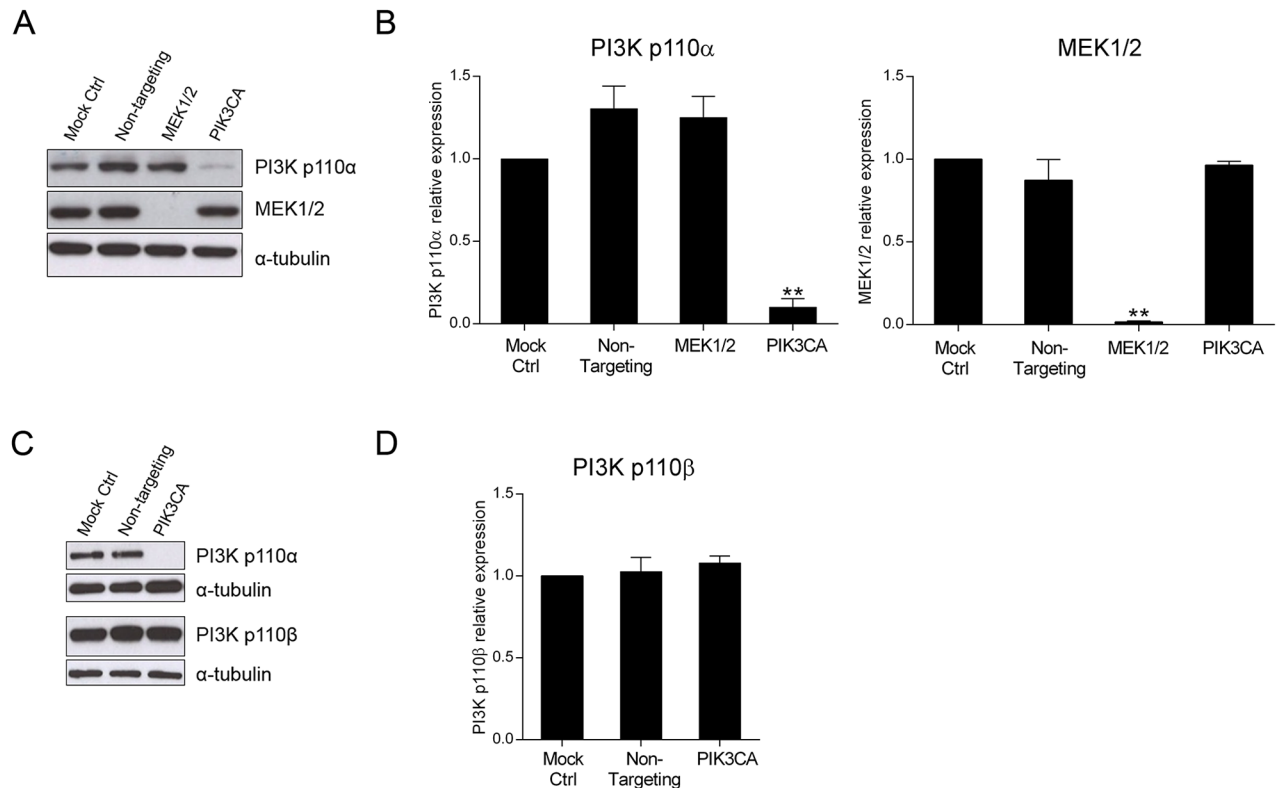 A
Mock Ctrl
Non-targeting
MEK1/2
PIK3CA
PI3K p110α
MEK1/2
α-tubulin
B
PI3K p110α
PI3K p110α relative expression
1.5
1.0
0.5
0.0
**
Mock
Ctrl
Non-
Targeting
MEK1/2
PIK3CA
MEK1/2
MEK1/2 relative expression
1.5
1.0
0.5
0.0
**
Mock
Ctrl
Non-
Targeting
MEK1/2
PIK3CA
C
Mock Ctrl
Non-targeting
PIK3CA
PI3K p110α
α-tubulin
PI3K p110β
α-tubulin
D
PI3K p110β
PI3K p110β relative expression
1.5
1.0
0.5
0.0
Mock
Ctrl
Non-
Targeting
PIK3CA